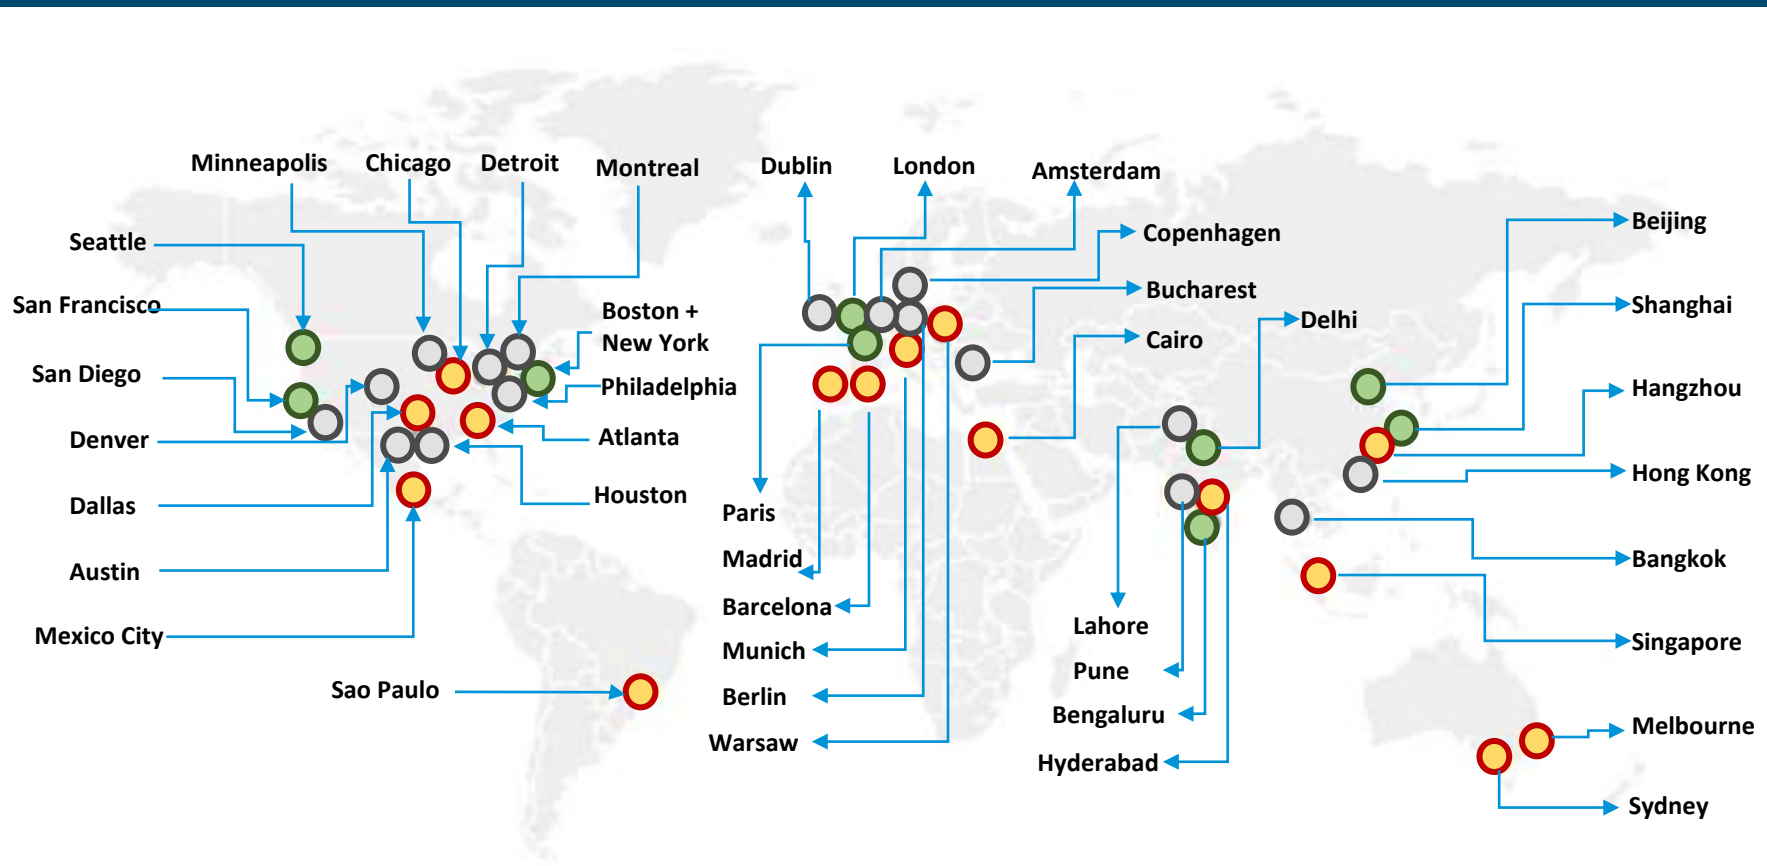 Minneapolis
Chicago
Detroit
Montreal
Seattle
San Francisco
San Diego
Denver
Dallas
Austin
Mexico City
Boston +
New York
Philadelphia
Atlanta
Houston
Sao Paulo
Dublin
London
Amsterdam
Copenhagen
Bucharest
Cairo
Delhi
Paris
Madrid
Barcelona
Munich
Berlin
Warsaw
Lahore
Pune
Bengaluru
Hyderabad
Beijing
Shanghai
Hangzhou
Hong Kong
Bangkok
Singapore
Melbourne
Sydney